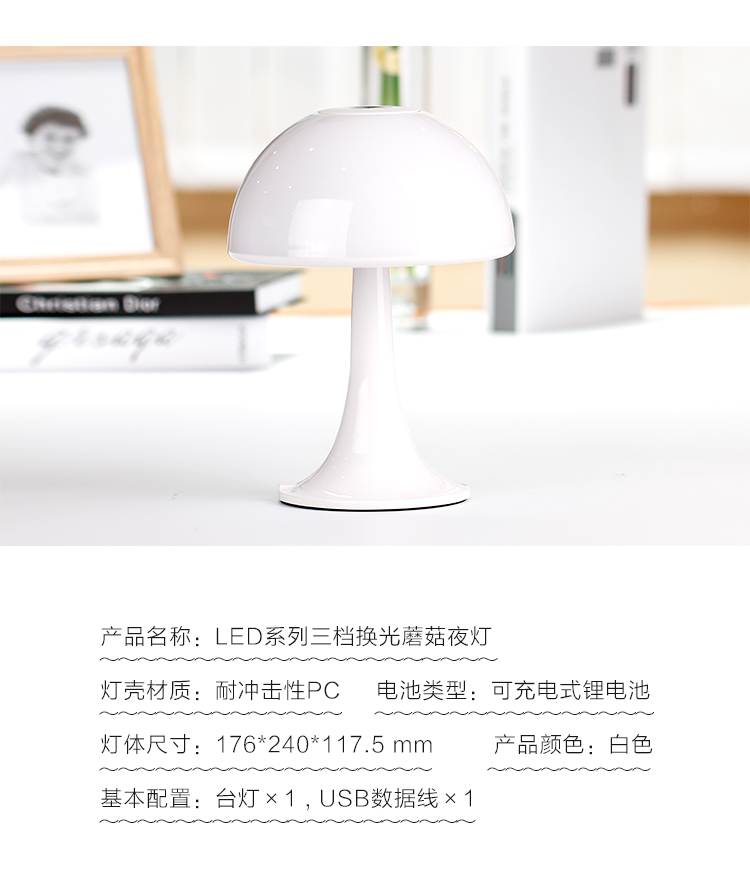 Christian Dior
产品名称：LED系列三档换光蘑菇夜灯
灯壳材质：耐冲击性PC 电池类型：可充电式锂电池
灯体尺寸：176*240*117.5 mm 产品颜色：白色
基本配置：台灯×1 , USB数据线×1